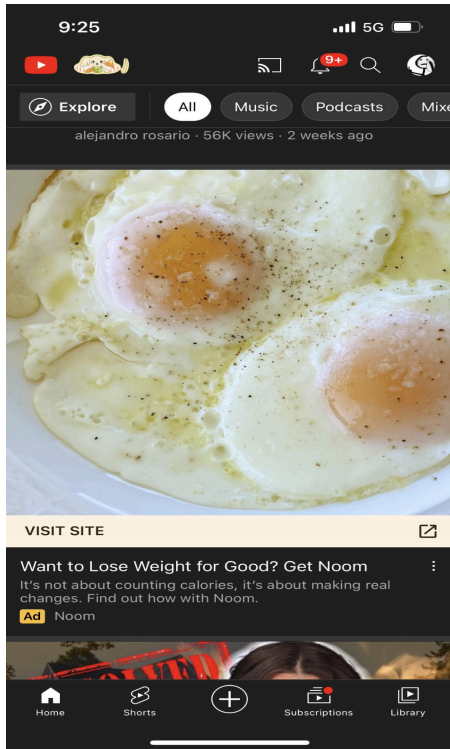 9:25
5G
9+
Explore
All
Music
Podcasts
Mixe
alejandro rosario · 56K views · 2 weeks ago
VISIT SITE
Want to Lose Weight for Good? Get Noom
It's not about counting calories, it's about making real
changes. Find out how with Noom.
Ad Noom
Home
Shorts
Subscriptions
Library